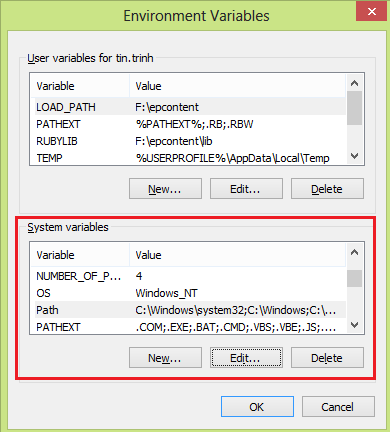 Environment Variables
User variables for tin.trinh
Variable Value
LOAD_PATH F:\epcontent
PATHEXT %PATHEXT%;.RB;.RBW
RUBYLIB F:\epcontent\lib
TEMP %USERPROFILE%\AppData\Local\Temp
New... Edit... Delete
System variables
Variable Value
NUMBER_OF_P... 4
OS Windows_NT
Path C:\Windows\system32;C:\Windows;C:\...
PATHEXT .COM;.EXE;.BAT;.CMD;.VBS;.VBE;.JS;....
New... Edit... Delete
OK Cancel